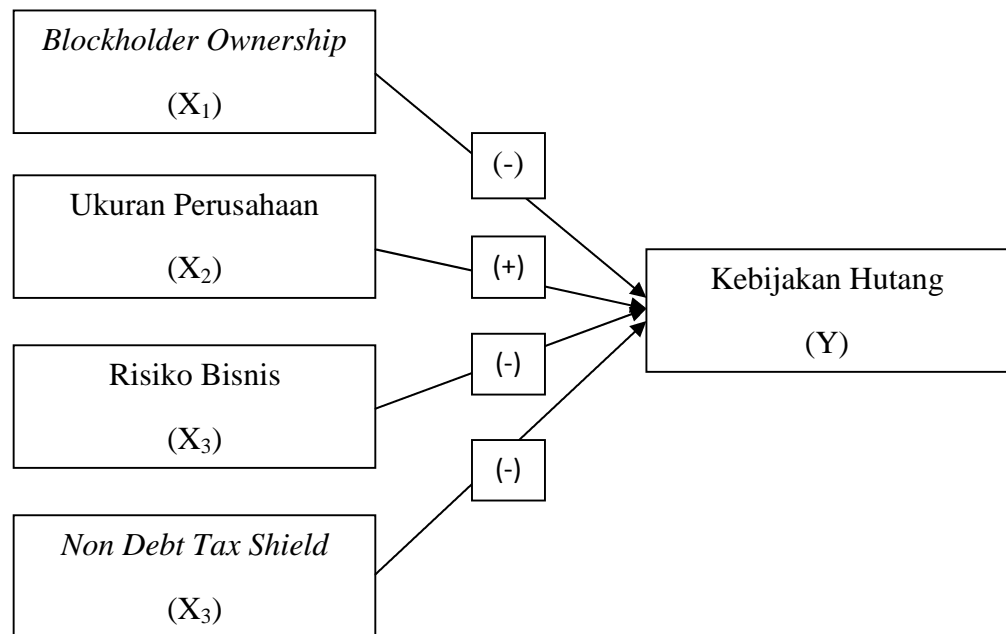 Blockholder Ownership
(X₁)
(-)
Ukuran Perusahaan
(X₂)
(+)
Kebijakan Hutang
(Y)
Risiko Bisnis
(X₃)
(-)
(-)
Non Debt Tax Shield
(X₃)